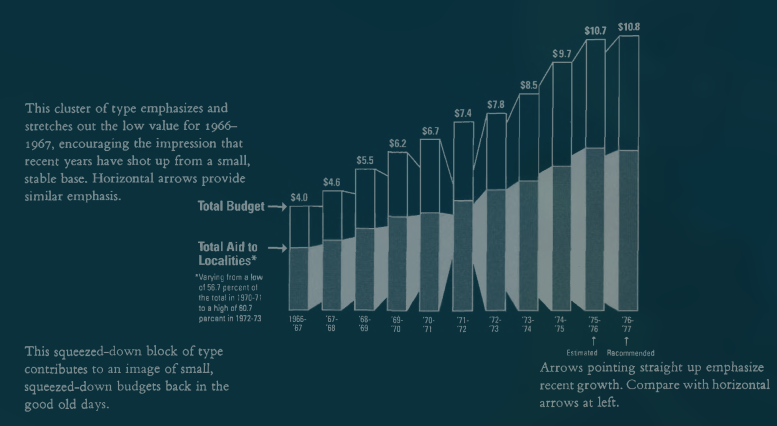 This cluster of type emphasizes and
stretches out the low value for 1966–
1967, encouraging the impression that
recent years have shot up from a small,
stable base. Horizontal arrows provide
similar emphasis.
Total Budget
Total Aid to
Localities*
*Varying from a low
of 56.7 percent of
the total in 1970-71
to a high of 60.7
percent in 1972-73
This squeezed-down block of type
contributes to an image of small,
squeezed-down budgets back in the
good old days.
$4.0
$4.6
$5.5
$6.2
$6.7
$7.4
$7.8
$8.5
$9.7
$10.7
$10.8
1966-
'67
'67-
'68
'68-
'69
'69-
'70
'70-
'71
'71-
'72
'72-
'73
'73-
'74
'74-
'75
'75-
'76
'76-
'77
Estimated
Recommended
Arrows pointing straight up emphasize
recent growth. Compare with horizontal
arrows at left.